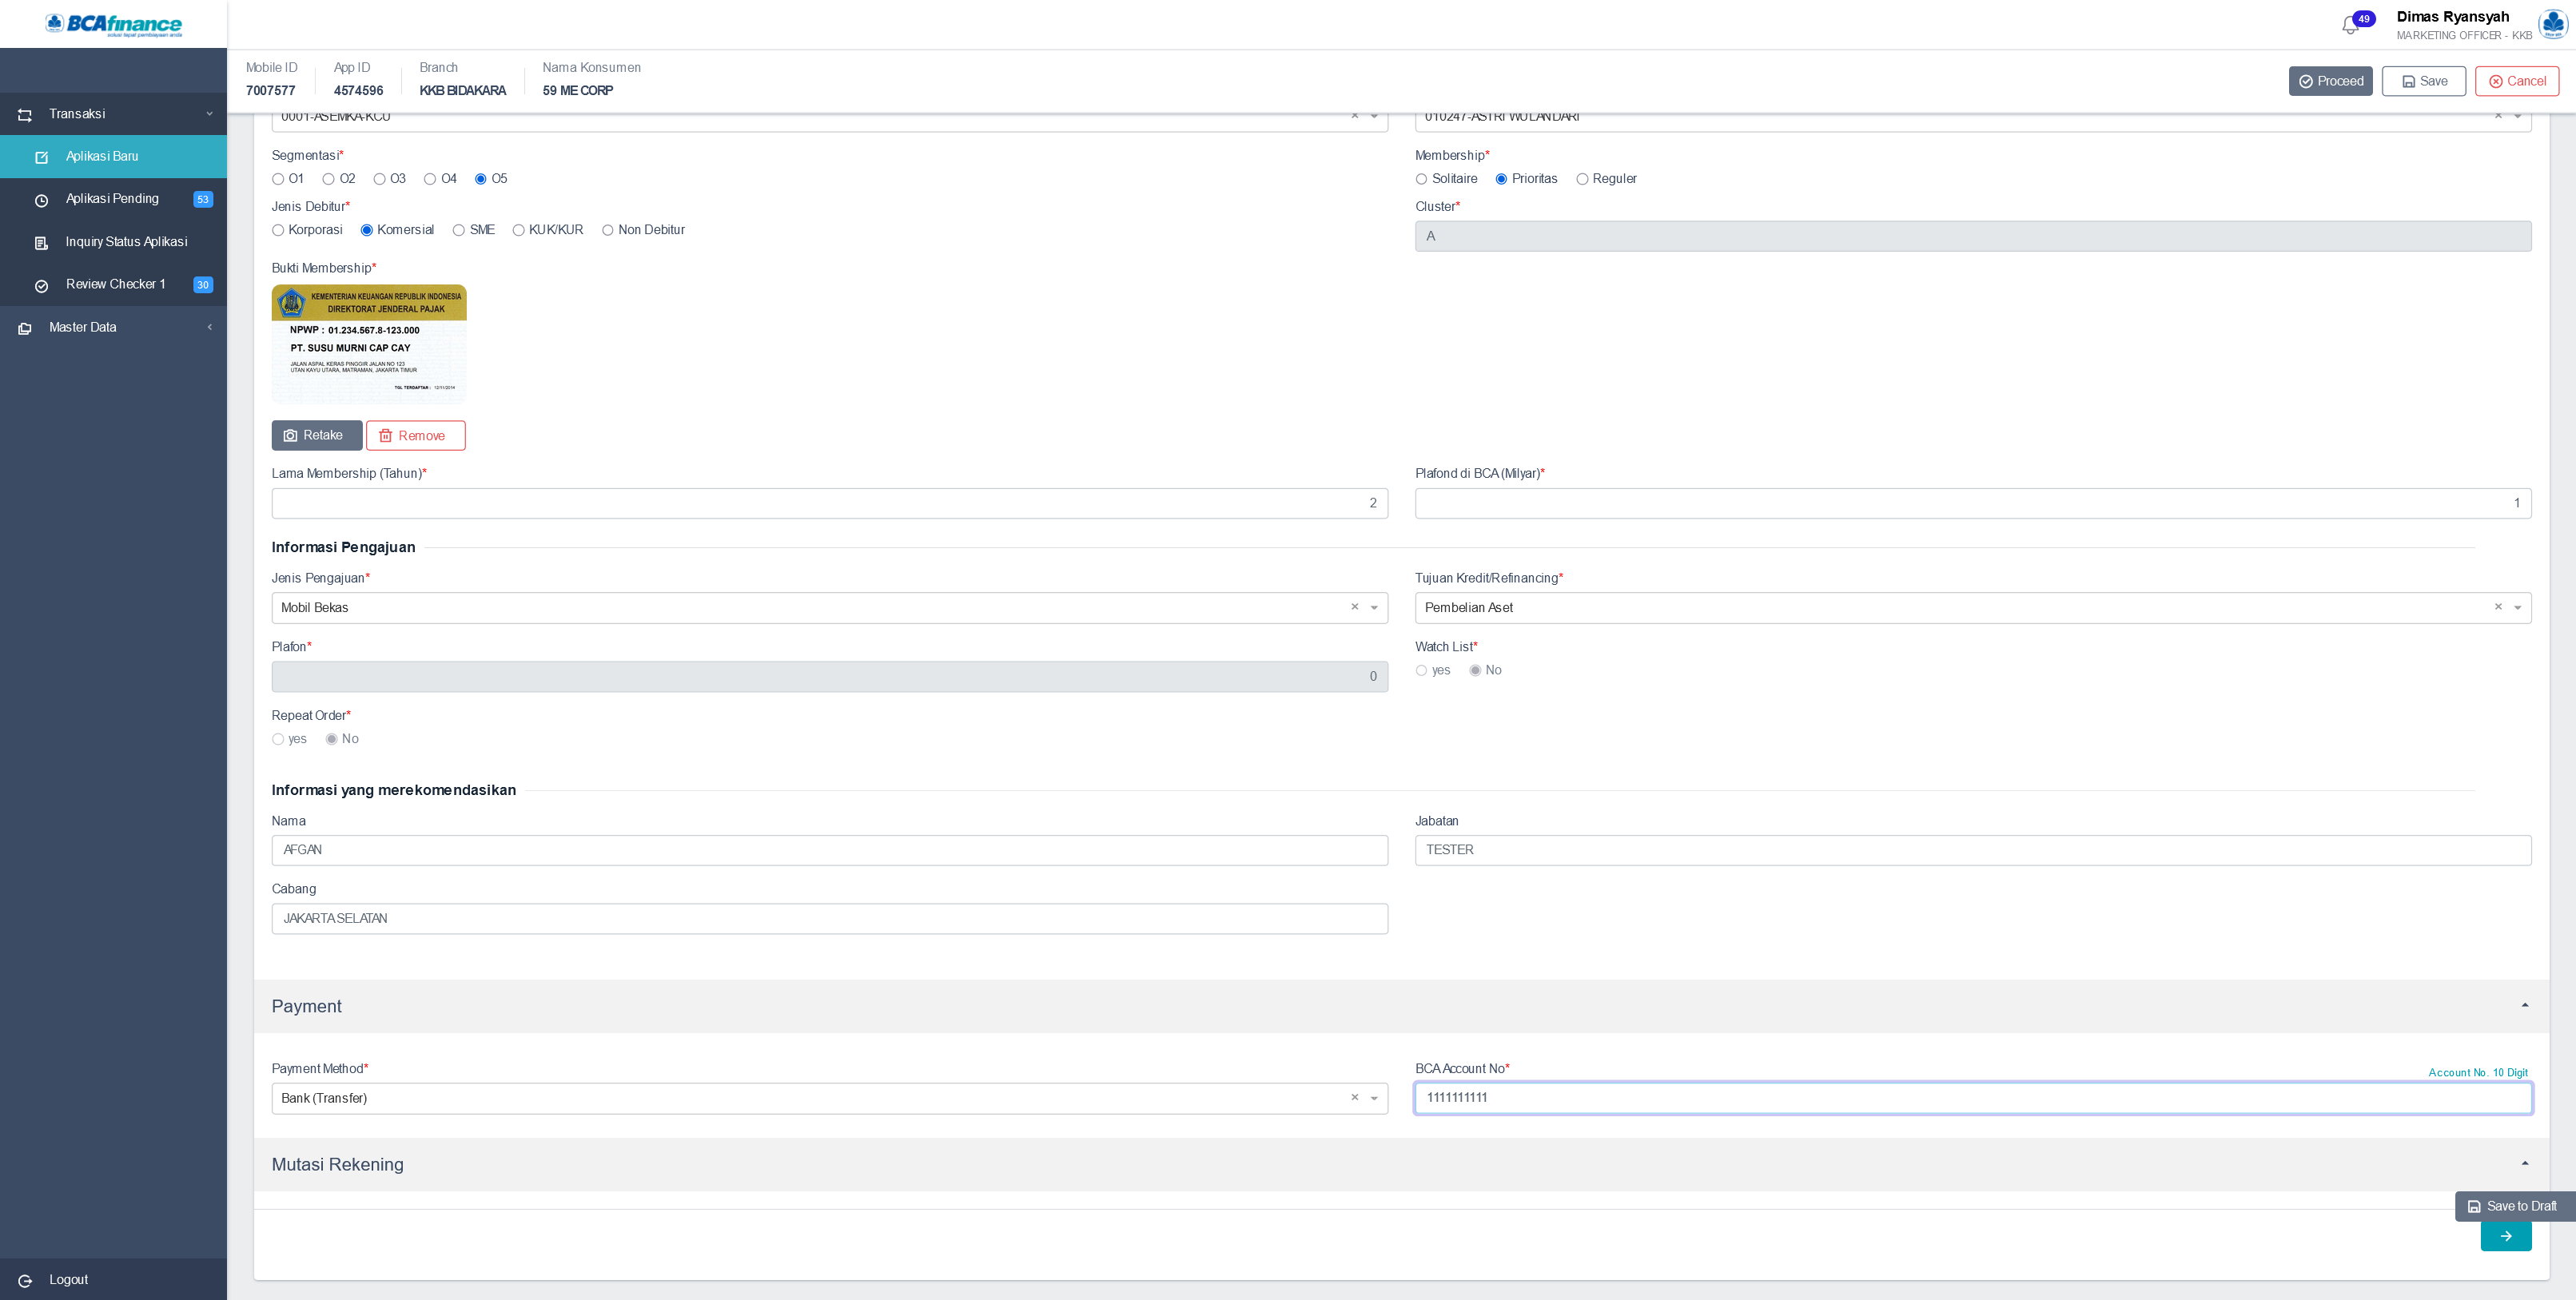 BCAfinance
solusi tepat pembiayaan anda
49
Dimas Ryansyah
MARKETING OFFICER - KKB
Mobile ID
7007577
App ID
4574596
Branch
KKB BIDAKARA
Nama Konsumen
59 ME CORP
Proceed
Save
Cancel
Transaksi
Aplikasi Baru
Aplikasi Pending
53
Inquiry Status Aplikasi
Review Checker 1
30
Master Data
Logout
0001-ASEMKA-KCU
×
010247-ASTRI WULANDARI
×
Segmentasi*
O1 O2 O3 O4 O5
Membership*
Solitaire Prioritas Reguler
Jenis Debitur*
Korporasi Komersial SME KUK/KUR Non Debitur
Cluster*
A
Bukti Membership*
KEMENTERIAN KEUANGAN REPUBLIK INDONESIA
DIREKTORAT JENDERAL PAJAK
NPWP : 01.234.567.8-123.000
PT. SUSU MURNI CAP CAY
JALAN ASPAL KERAS PINGGIR JALAN NO 123
UTAN KAYU UTARA, MATRAMAN, JAKARTA TIMUR
TGL TERDAFTAR : 12/11/2014
Retake
Remove
Lama Membership (Tahun)*
2
Plafond di BCA (Milyar)*
1
Informasi Pengajuan
Jenis Pengajuan*
Mobil Bekas
×
Tujuan Kredit/Refinancing*
Pembelian Aset
×
Plafon*
0
Watch List*
yes No
Repeat Order*
yes No
Informasi yang merekomendasikan
Nama
AFGAN
Jabatan
TESTER
Cabang
JAKARTA SELATAN
Payment
Payment Method*
Bank (Transfer)
×
BCA Account No*
Account No. 10 Digit
1111111111
Mutasi Rekening
Save to Draft